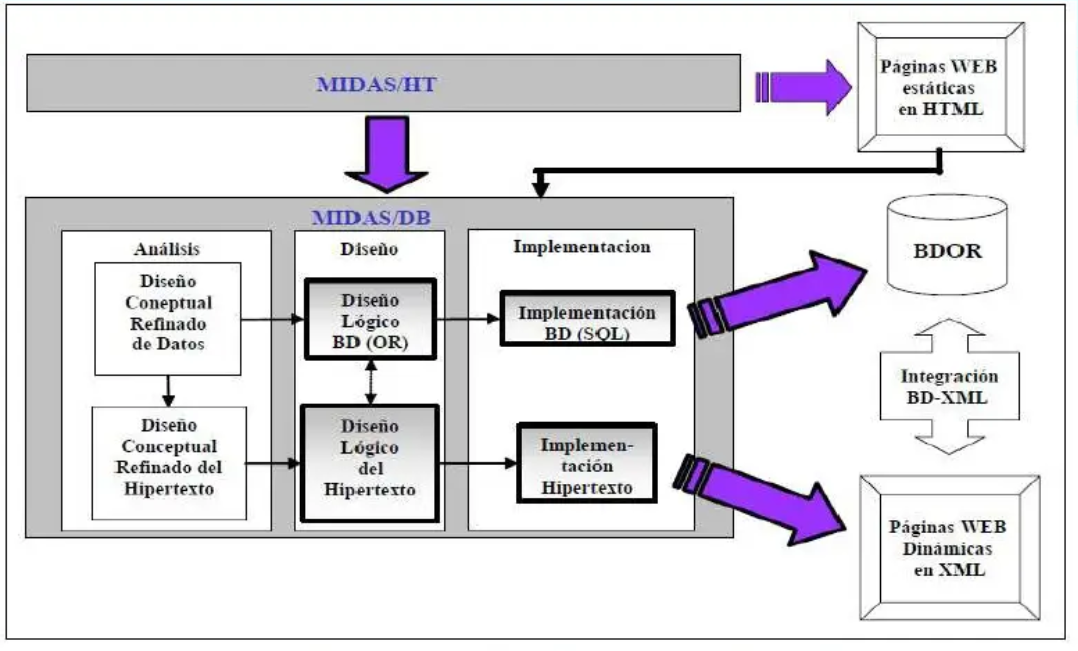 MIDAS/HT
Páginas WEB
estáticas
en HTML
MIDAS/DB
Análisis
Diseño
Coneptual
Refinado
de Datos
Diseño
Conceptual
Refinado del
Hipertexto
Diseño
Diseño
Lógico
BD (OR)
Diseño
Lógico
del
Hipertexto
Implementacion
Implementación
BD (SQL)
Implemen-
tación
Hipertexto
BDOR
Integración
BD-XML
Páginas WEB
Dinámicas
en XML